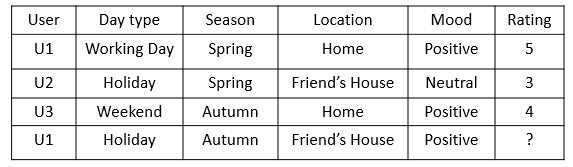 User Day type Season Location Mood Rating
U1 Working Day Spring Home Positive 5
U2 Holiday Spring Friend’s House Neutral 3
U3 Weekend Autumn Home Positive 4
U1 Holiday Autumn Friend’s House Positive ?